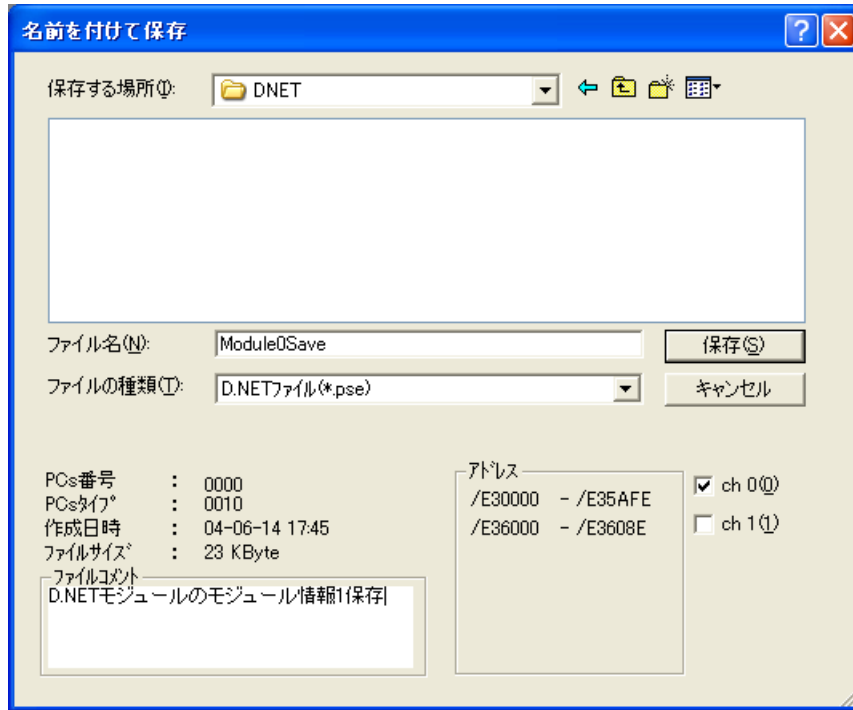 名前を付けて保存
保存する場所(I): DNET
ファイル名(N): Module0Save 保存(S)
ファイルの種類(T): D.NETファイル(*.pse) キャンセル
PCs番号 : 0000
PCsタイプ : 0010
作成日時 : 04-06-14 17:45
ファイルサイズ : 23 KByte
ファイルコメント
D.NETモジュールのモジュール情報1保存
アドレス
/E30000 - /E35AFE
/E36000 - /E3608E
ch 0(0)
ch 1(1)